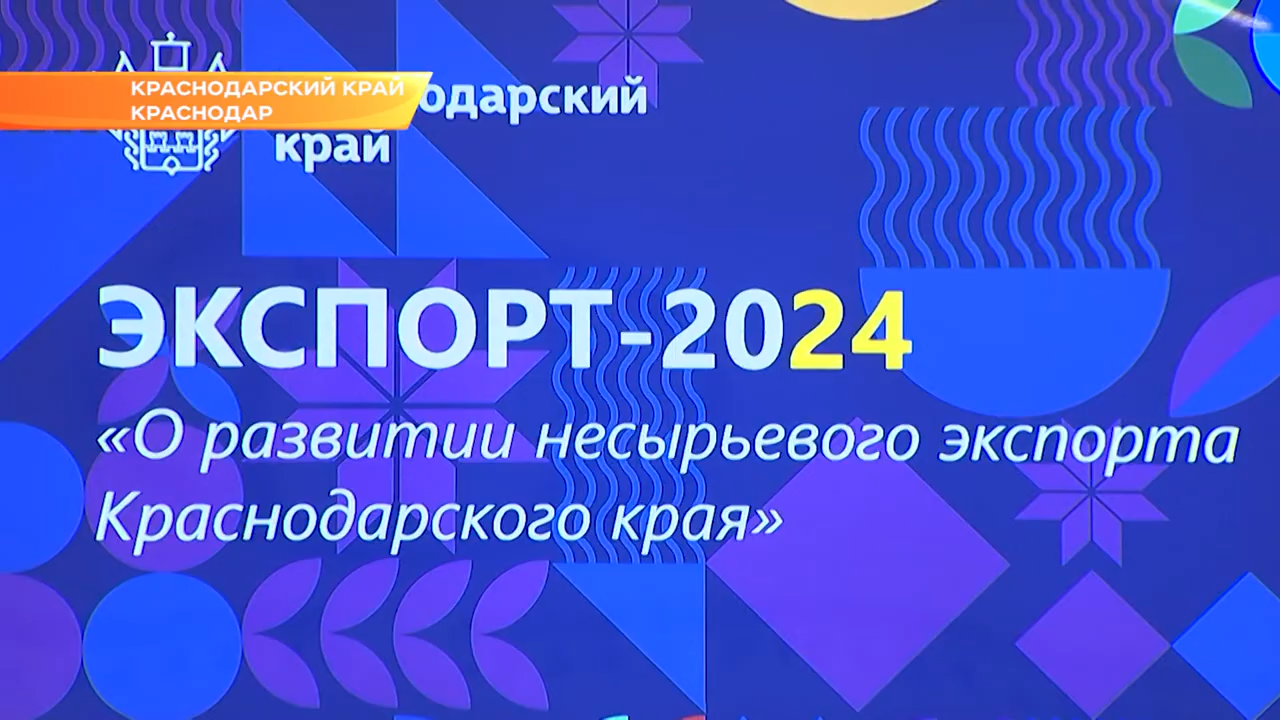 КРАСНОДАРСКИЙ КРАЙ
КРАСНОДАР
одарский
край
ЭКСПОРТ-2024
«О развитии несырьевого экспорта
Краснодарского края»